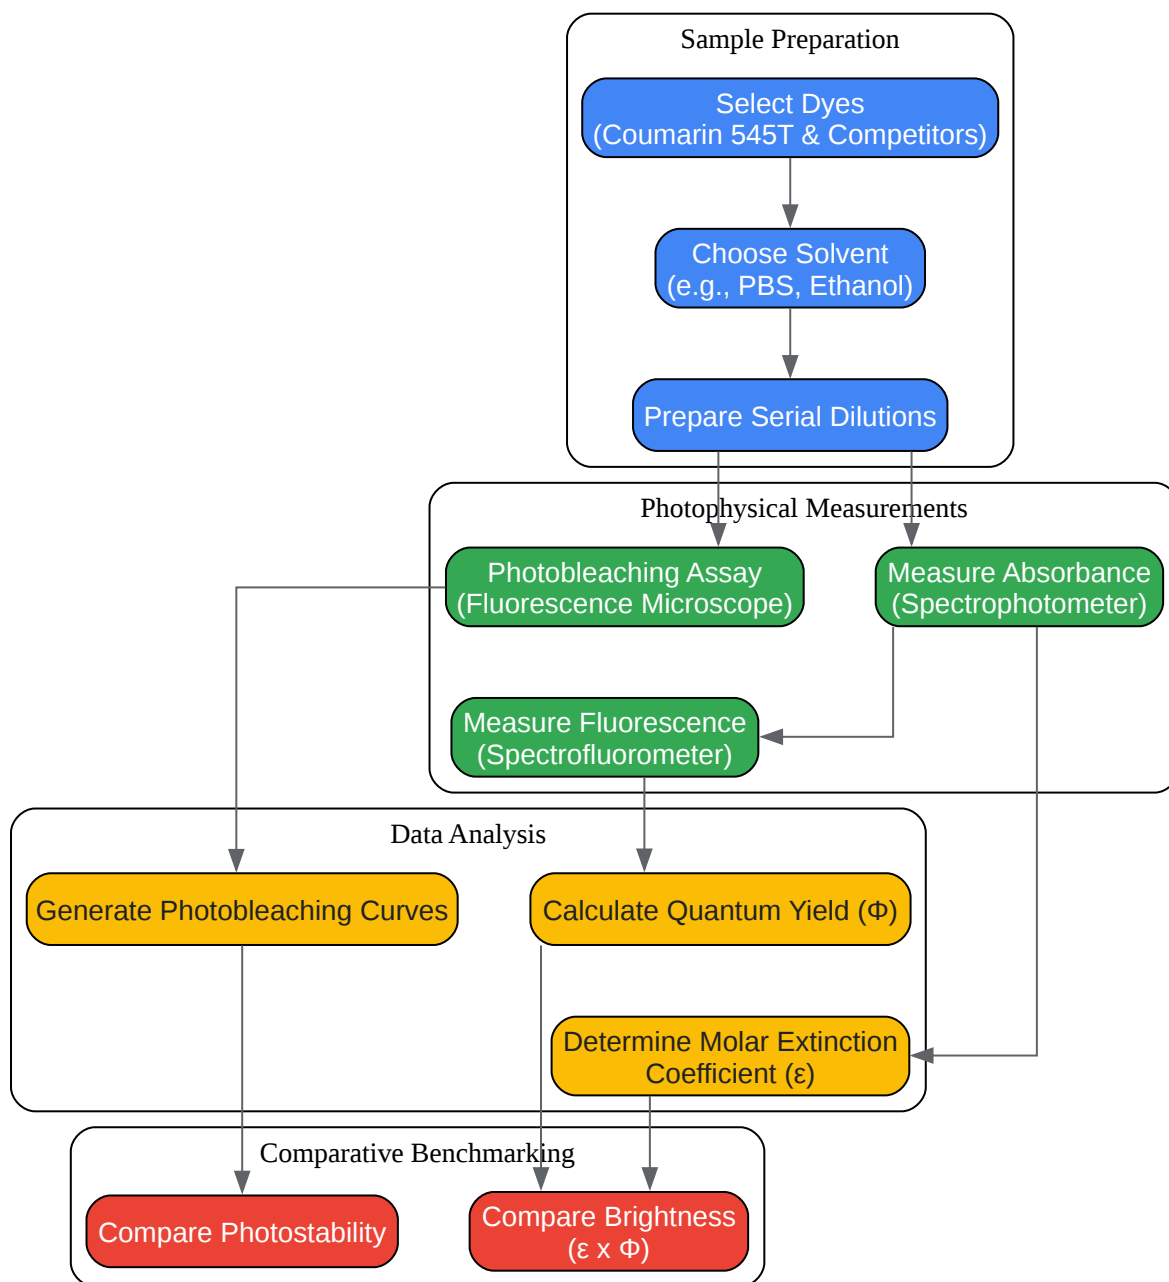 Sample Preparation
Select Dyes
(Coumarin 545T & Competitors)
Choose Solvent
(e.g., PBS, Ethanol)
Prepare Serial Dilutions
Photophysical Measurements
Photobleaching Assay
(Fluorescence Microscope)
Measure Absorbance
(Spectrophotometer)
Measure Fluorescence
(Spectrofluorometer)
Data Analysis
Generate Photobleaching Curves
Calculate Quantum Yield (Φ)
Determine Molar Extinction
Coefficient (ε)
Comparative Benchmarking
Compare Photostability
Compare Brightness
(ε x Φ)